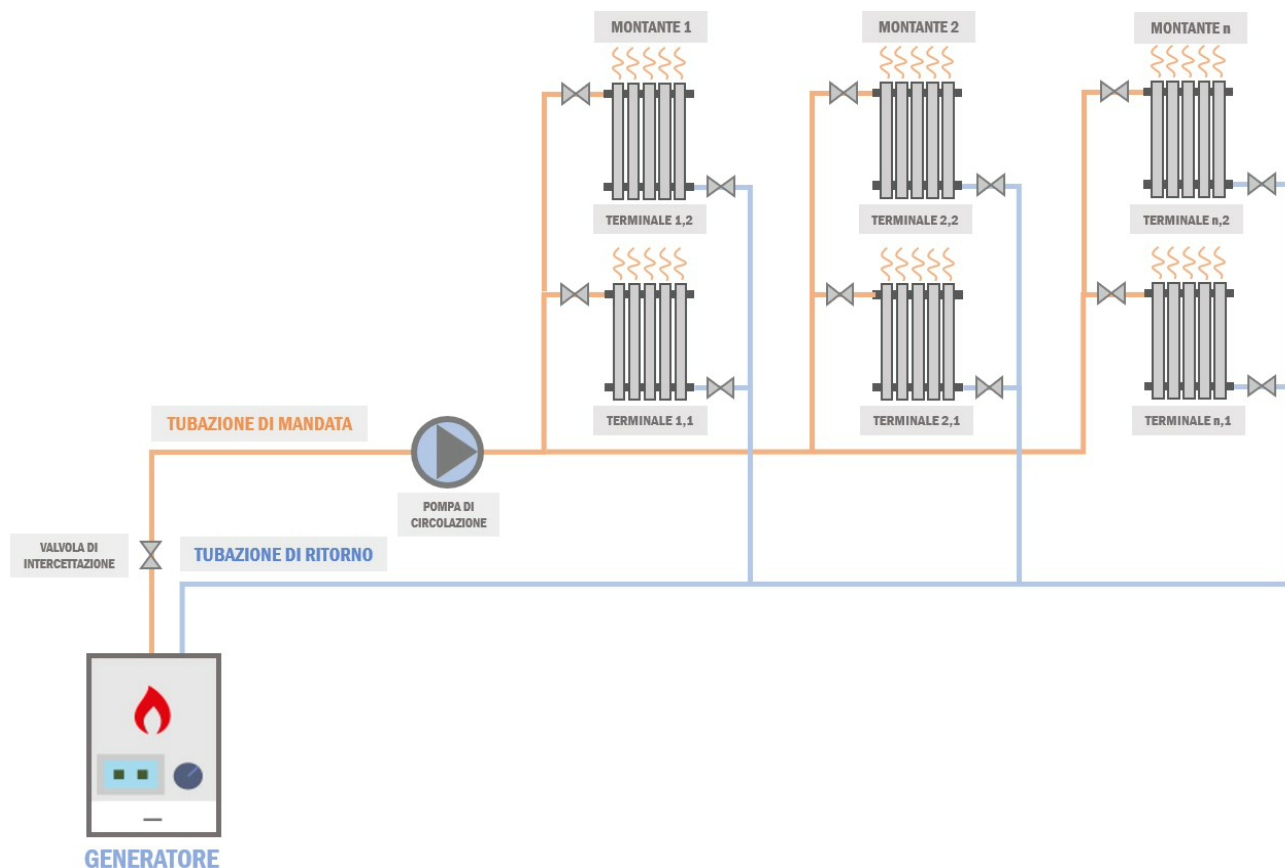 MONTANTE 1
MONTANTE 2
MONTANTE n
TERMINALE 1,2
TERMINALE 2,2
TERMINALE n,2
TERMINALE 1,1
TERMINALE 2,1
TERMINALE n,1
TUBAZIONE DI MANDATA
POMPA DI
CIRCOLAZIONE
VALVOLA DI
INTERCETTAZIONE
TUBAZIONE DI RITORNO
GENERATORE